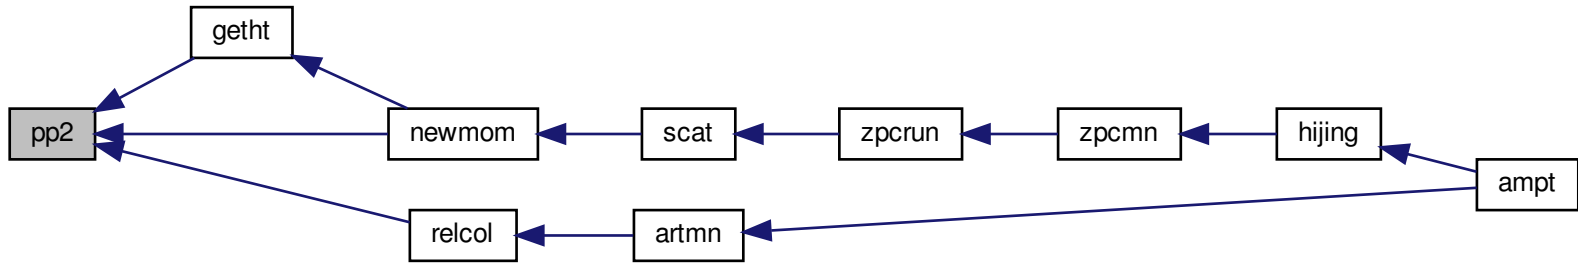 getht
pp2
newmom
scat
zpcrun
zpcmn
hijing
ampt
relcol
artmn